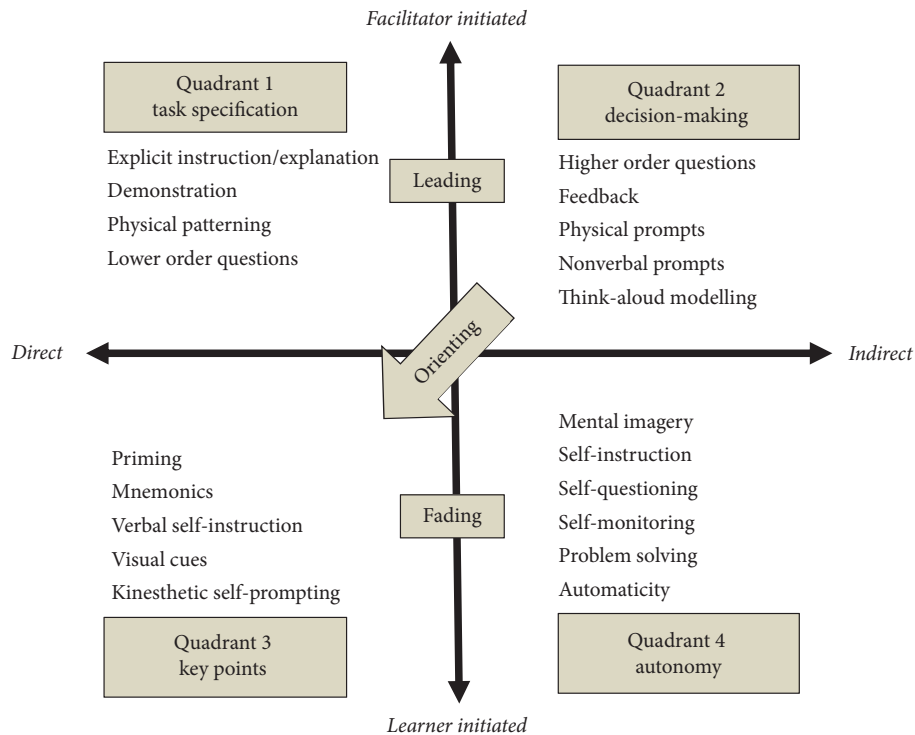 Facilitator initiated
Quadrant 1
task specification
Explicit instruction/explanation
Demonstration
Physical patterning
Lower order questions
Leading
Quadrant 2
decision-making
Higher order questions
Feedback
Physical prompts
Nonverbal prompts
Think-aloud modelling
Direct
Orienting
Indirect
Priming
Mnemonics
Verbal self-instruction
Visual cues
Kinesthetic self-prompting
Quadrant 3
key points
Fading
Mental imagery
Self-instruction
Self-questioning
Self-monitoring
Problem solving
Automaticity
Quadrant 4
autonomy
Learner initiated